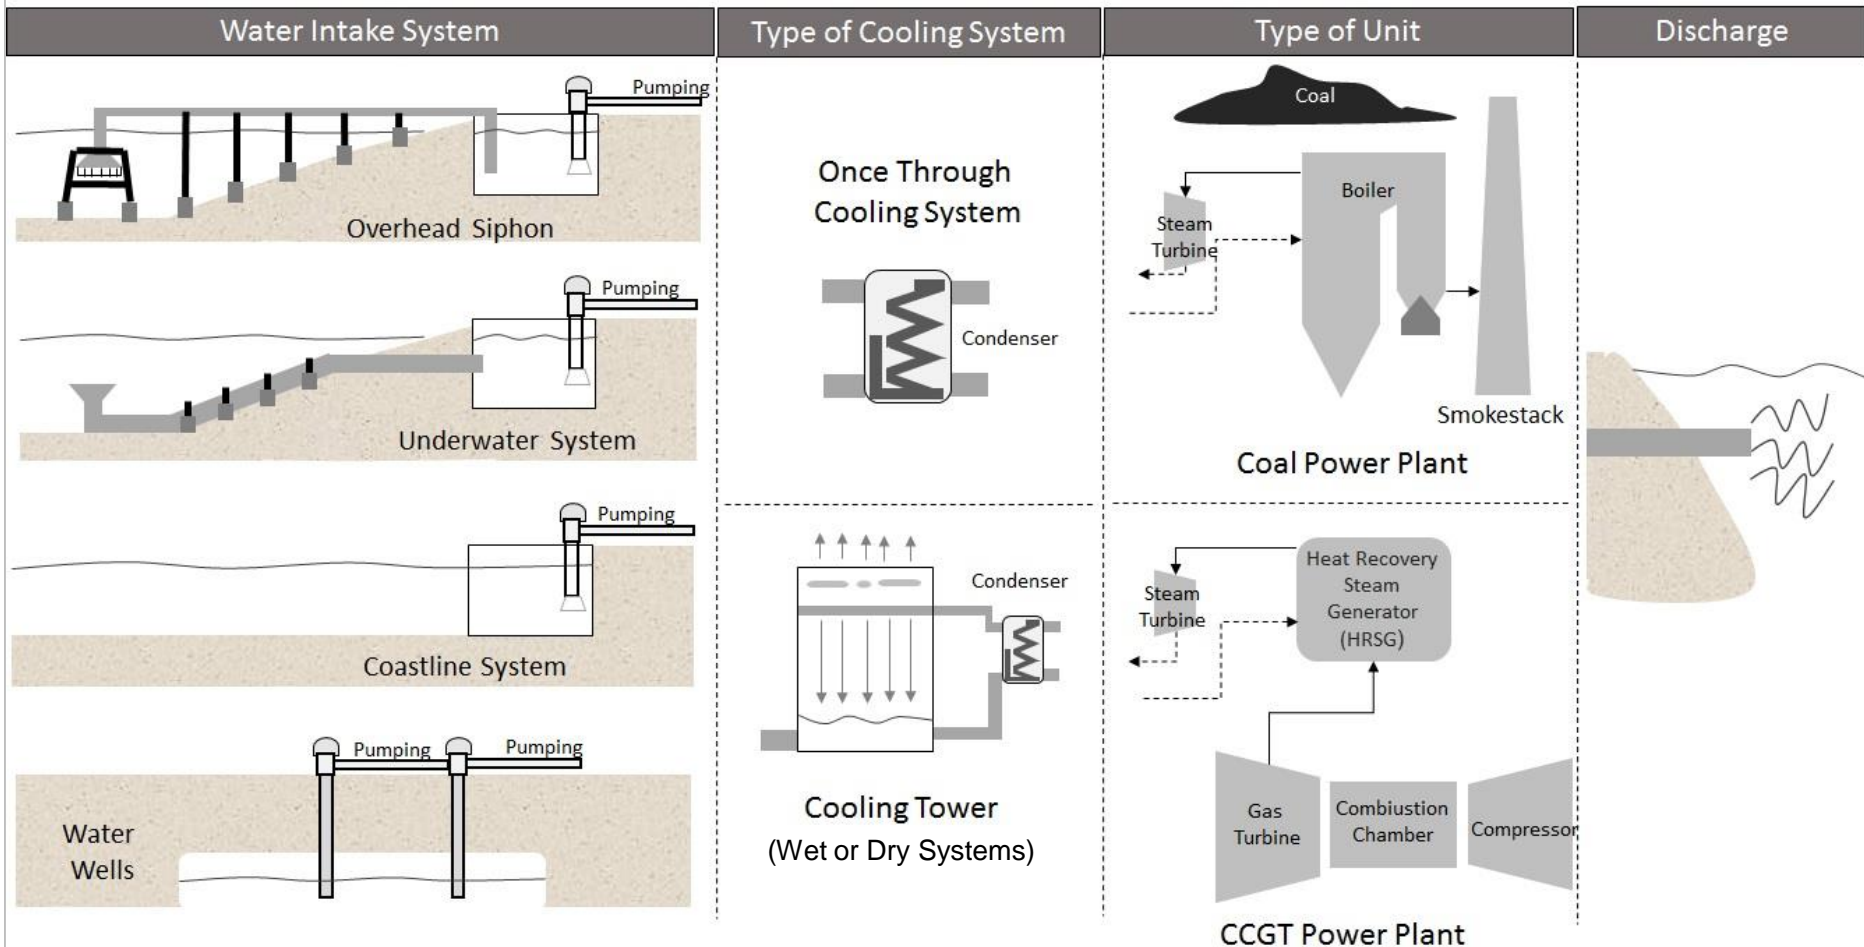 Water Intake System
Type of Cooling System
Type of Unit
Discharge
Pumping
Overhead Siphon
Pumping
Underwater System
Pumping
Coastline System
Pumping
Pumping
Water
Wells
Once Through
Cooling System
Condenser
Condenser
Cooling Tower
(Wet or Dry Systems)
Coal
Boiler
Steam
Turbine
Smokestack
Coal Power Plant
Heat Recovery
Steam
Generator
(HRSG)
Steam
Turbine
Gas
Turbine
Combiustion
Chamber
Compressor
CCGT Power Plant